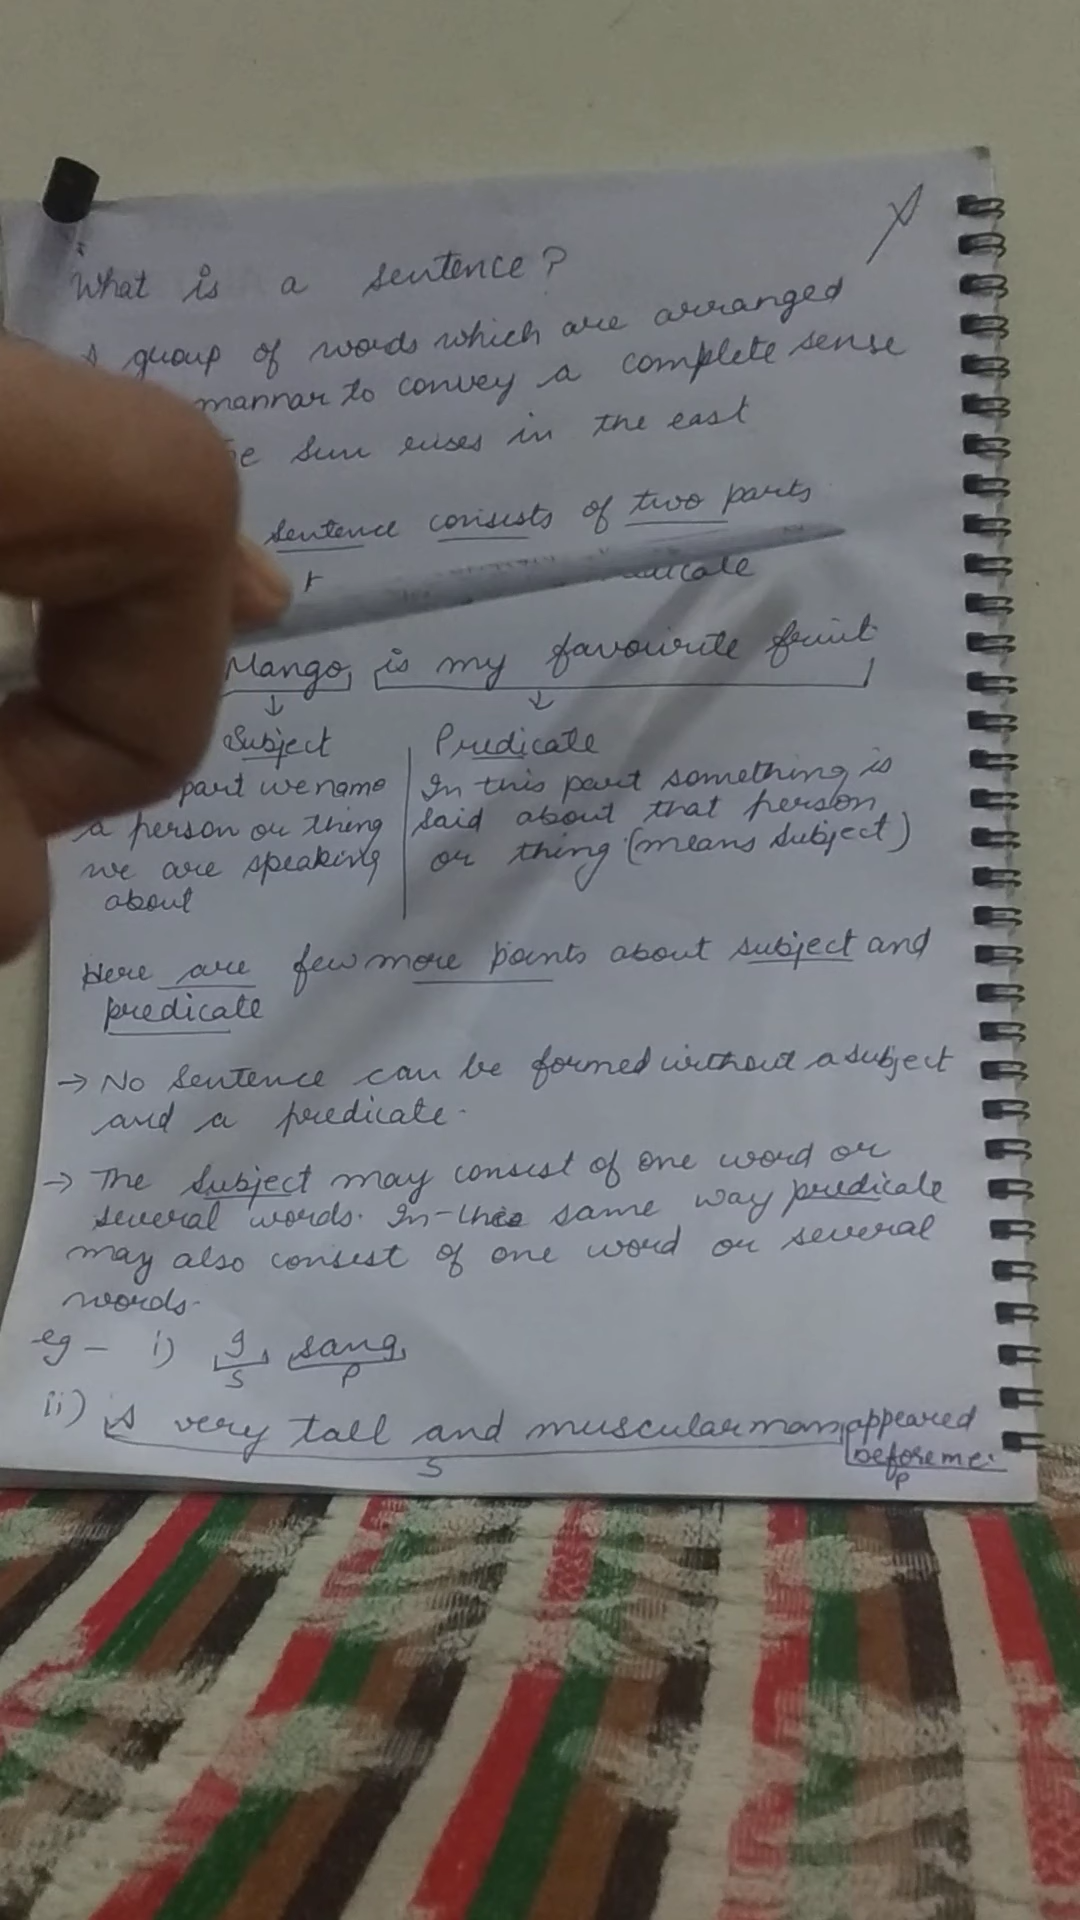 What is a sentence?
A group of words which are arranged
mannar to convey a complete sense
Sun rises in the east
Sentence consists of two parts
Mango is my favourite fruit
Subject Predicate
part we name In this part something is
a person or thing said about that person
we are speaking or thing (means subject)
about
Here are few more points about subject and
predicate
→ No Sentence can be formed without a subject
and a predicate.
→ The Subject may consist of one word or
several words. In the same way predicate
may also consist of one word or several
words.
eg - i) I sang
S P
ii) A very tall and muscular man appeared
before me.
S P